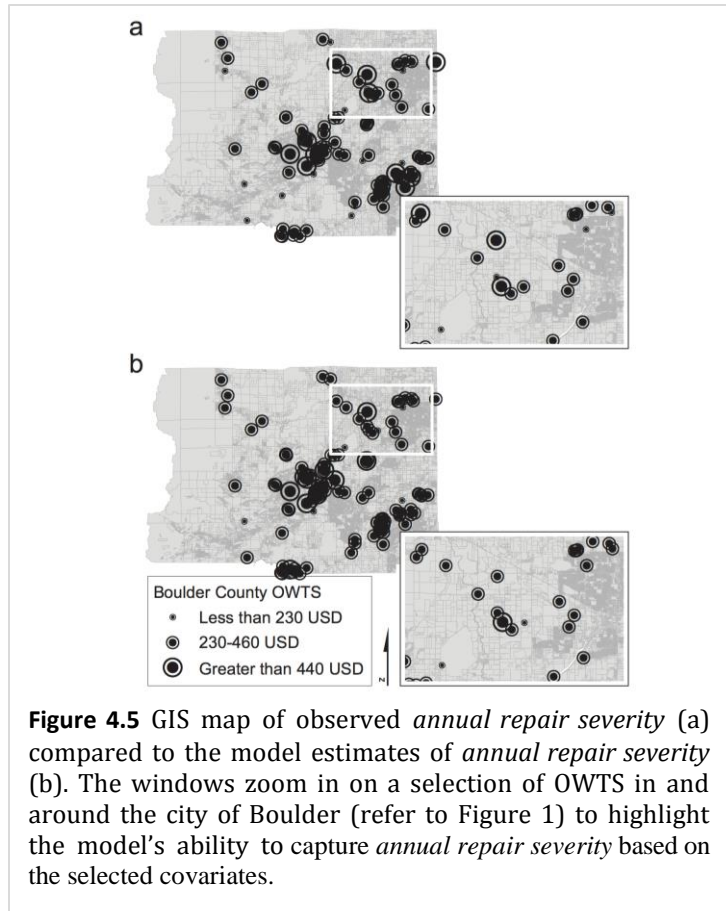 a
b
Boulder County OWTS
Less than 230 USD
230-460 USD
Greater than 440 USD
N
Figure 4.5 GIS map of observed annual repair severity (a)
compared to the model estimates of annual repair severity
(b). The windows zoom in on a selection of OWTS in and
around the city of Boulder (refer to Figure 1) to highlight
the model's ability to capture annual repair severity based on
the selected covariates.